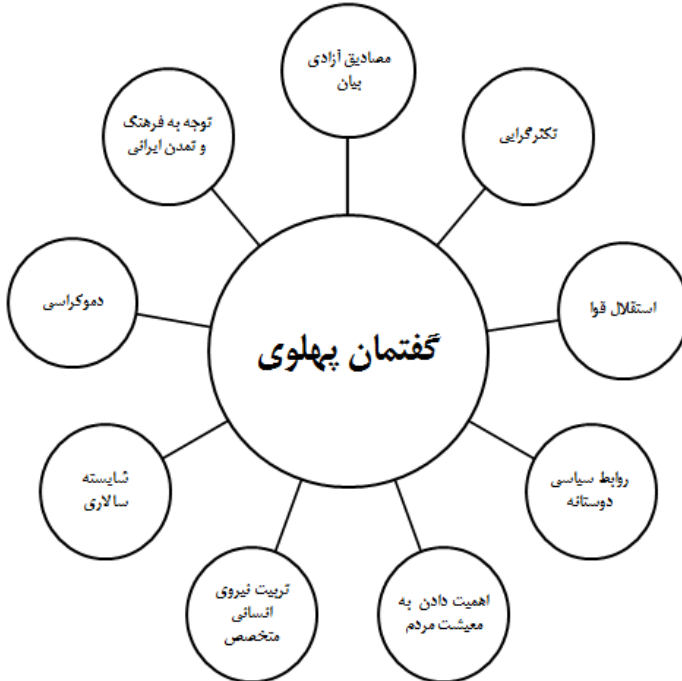 مصادیق آزادی
بیان
تکثرگرایی
استقلال قوا
روابط سیاسی
دوستانه
اهمیت دادن به
معیشت مردم
تربیت نیروی
انسانی
متخصص
شایسته
سالاری
دموکراسی
توجه به فرهنگ
و تمدن ایرانی
گفتمان پهلوی